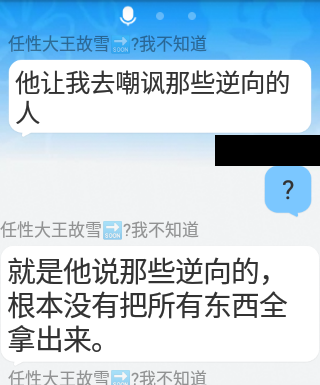 任性大王故雪🔜?我不知道
他让我去嘲讽那些逆向的
人
?
任性大王故雪🔜?我不知道
就是他说那些逆向的，
根本没有把所有东西全
拿出来。
任性大王故雪🔜?我不知道